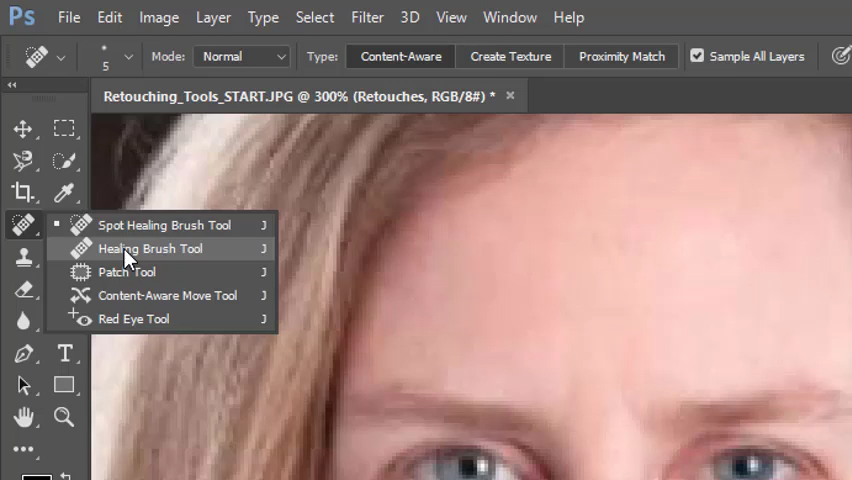 Ps File Edit Image Layer Type Select Filter 3D View Window Help
5 Mode: Normal Type: Content-Aware Create Texture Proximity Match Sample All Layers
Retouching_Tools_START.JPG @ 300% (Retouches, RGB/8#) *
Spot Healing Brush Tool J
Healing Brush Tool J
Patch Tool J
Content-Aware Move Tool J
Red Eye Tool J
T